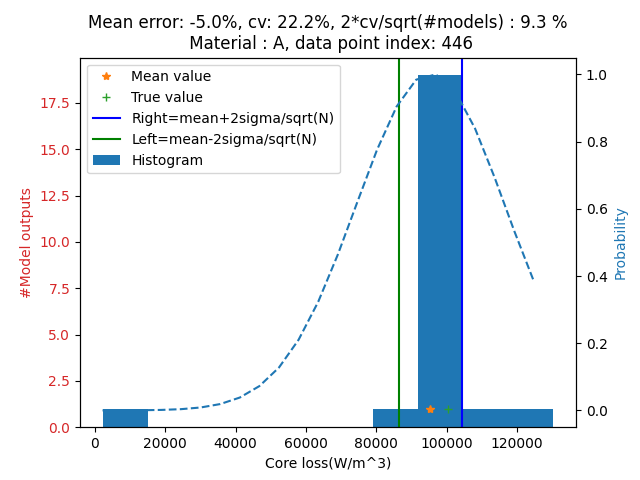 Mean error: -5.0%, cv: 22.2%, 2*cv/sqrt(#models) : 9.3 %
Material : A, data point index: 446
Mean value
True value
Right=mean+2sigma/sqrt(N)
Left=mean-2sigma/sqrt(N)
Histogram
#Model outputs
17.5
15.0
12.5
10.0
7.5
5.0
2.5
0.0
1.0
0.8
0.6
0.4
0.2
0.0
Probability
0 20000 40000 60000 80000 100000 120000
Core loss(W/m^3)